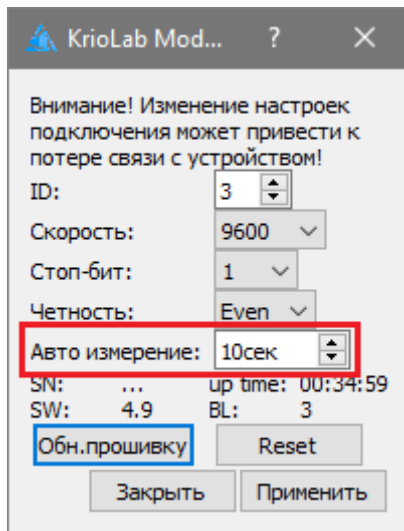 KrioLab Mod... ? ×
Внимание! Изменение настроек
подключения может привести к
потере связи с устройством!
ID: 3
Скорость: 9600
Стоп-бит: 1
Четность: Even
Авто измерение: 10сек
SN: ... up time: 00:34:59
SW: 4.9 BL: 3
Обн.прошивку Reset
Закрыть Применить